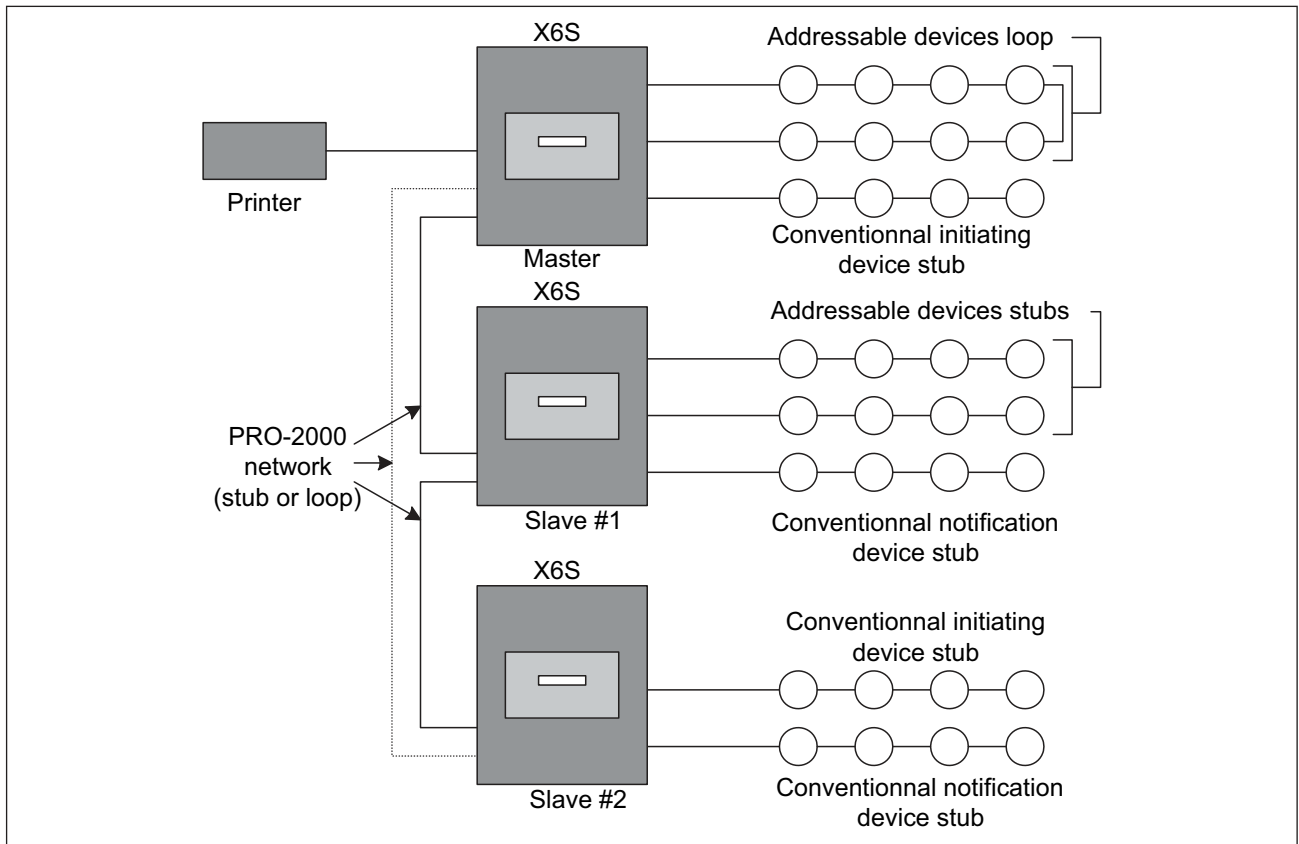 X6S
Addressable devices loop
Printer
Conventionnal initiating
device stub
Master
X6S
Addressable devices stubs
PRO-2000
network
(stub or loop)
Slave #1
Conventionnal notification
device stub
X6S
Conventionnal initiating
device stub
Slave #2
Conventionnal notification
device stub